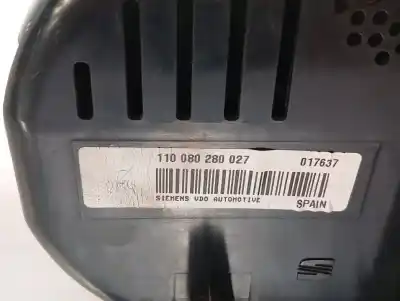 110 080 280 027 017637
SIEMENS VDO AUTOMOTIVE SPAIN